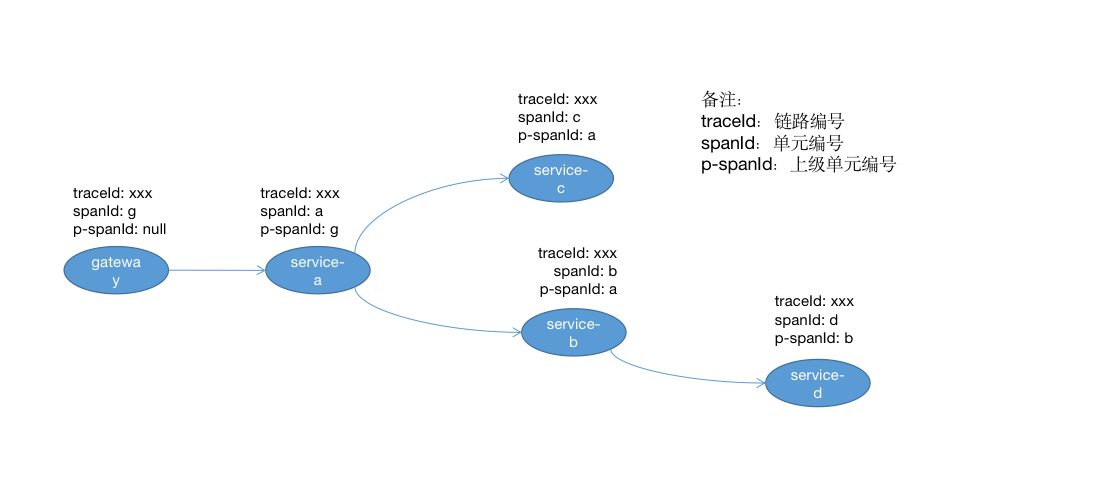 traceId: xxx
spanId: g
p-spanId: null
gatewa
y
traceId: xxx
spanId: a
p-spanId: g
service-
a
traceId: xxx
spanId: c
p-spanId: a
service-
c
traceId: xxx
spanId: b
p-spanId: a
service-
b
traceId: xxx
spanId: d
p-spanId: b
service-
d
备注：
traceId：链路编号
spanId：单元编号
p-spanId：上级单元编号